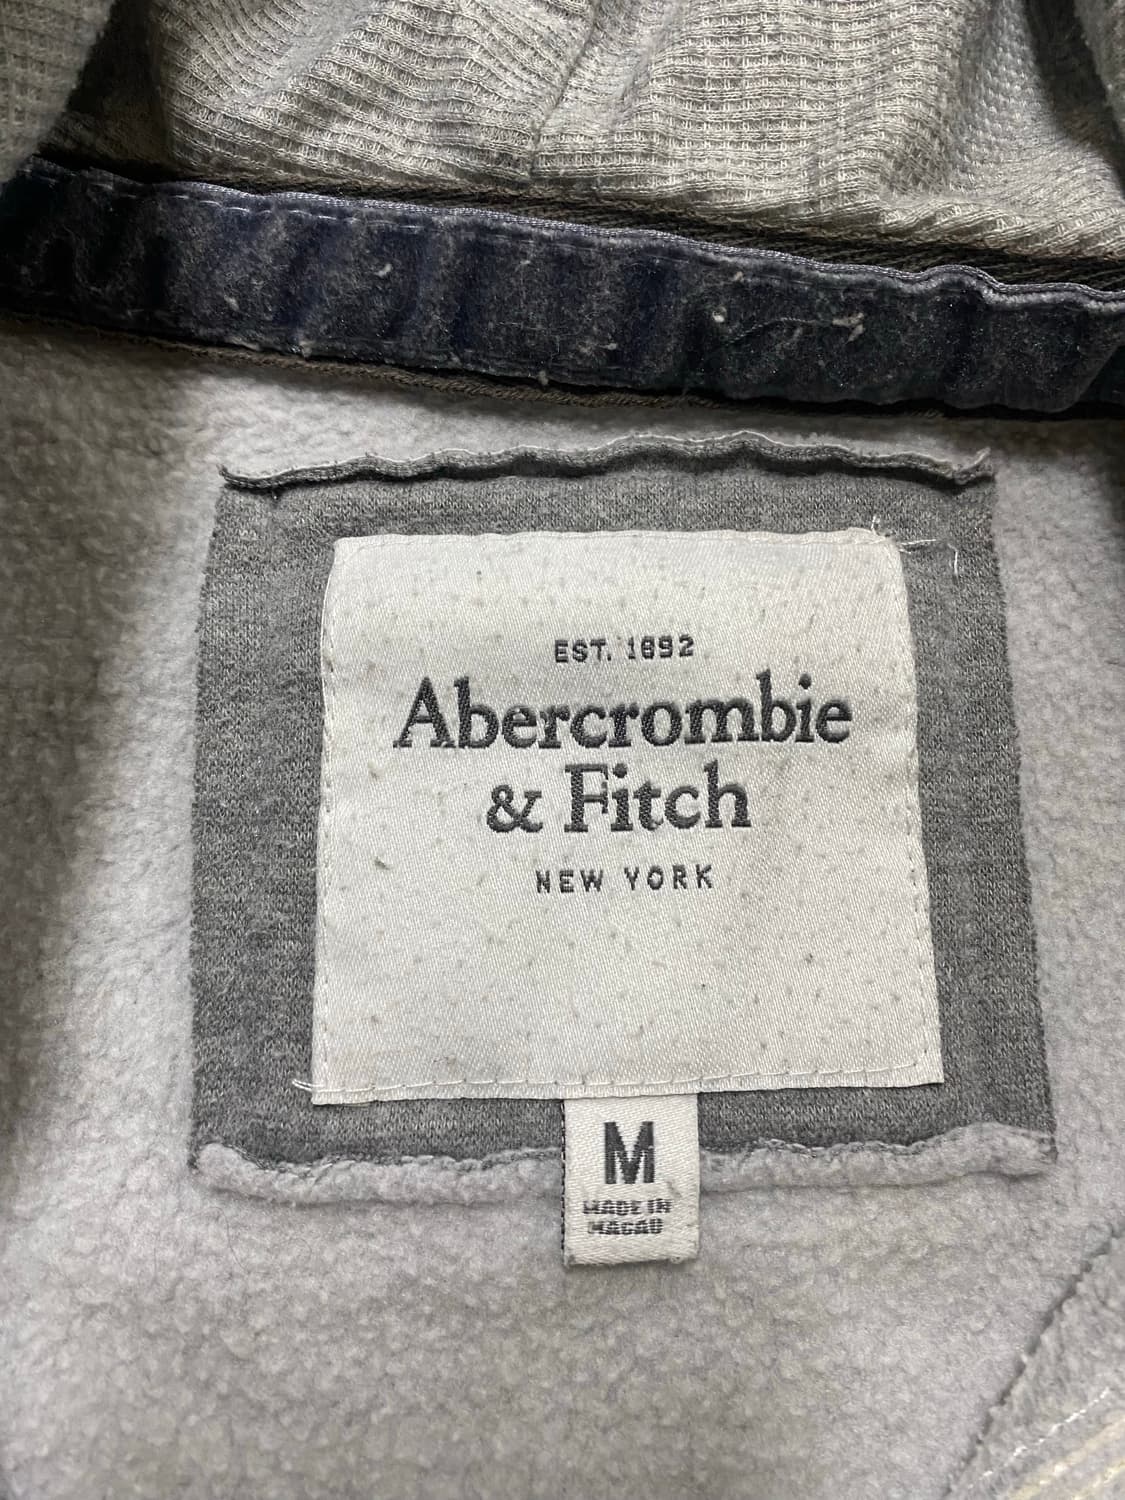 EST. 1892
Abercrombie
& Fitch
NEW YORK
M
MADE IN
MACAU